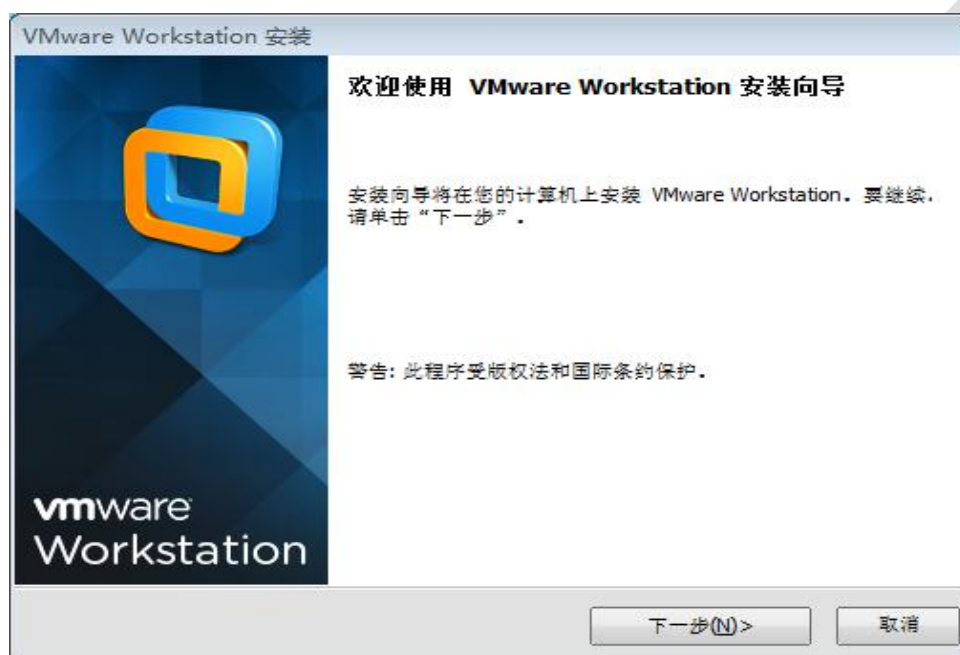 VMware Workstation 安装
欢迎使用 VMware Workstation 安装向导
安装向导将在您的计算机上安装 VMware Workstation。要继续，
请单击“下一步”。
警告: 此程序受版权法和国际条约保护。
vmware
Workstation
下一步(N)>
取消